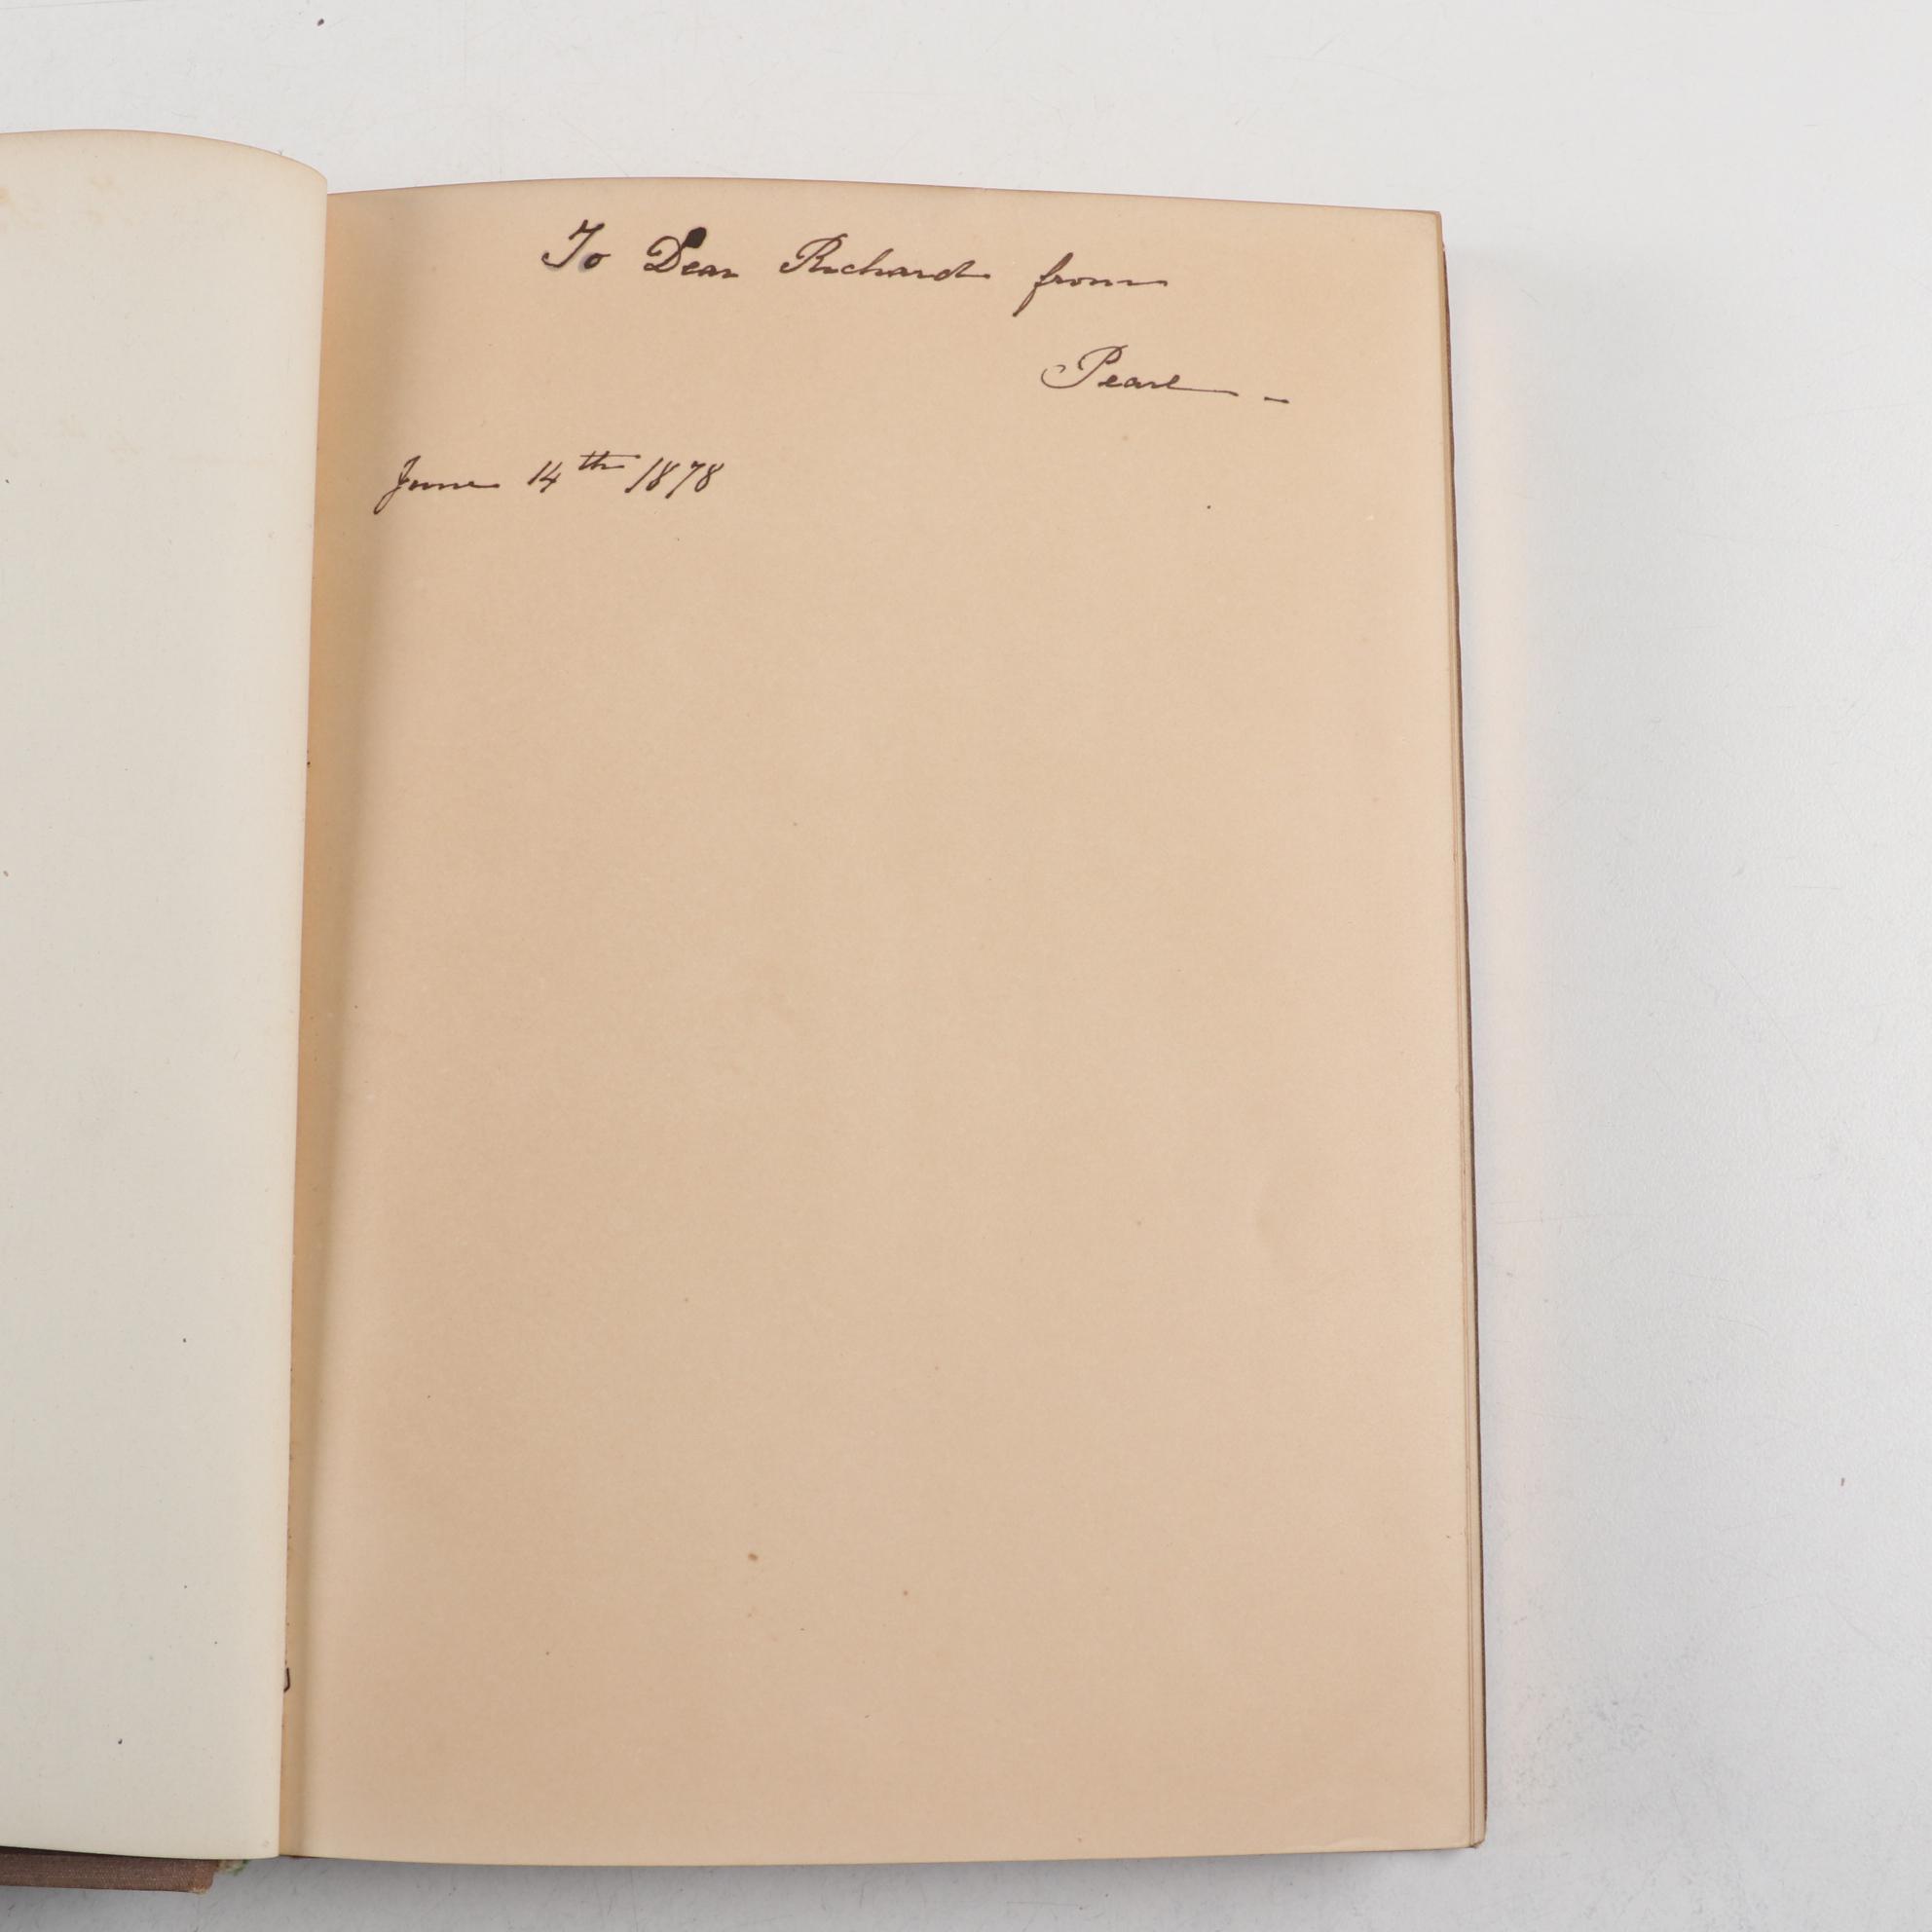 To Dear Richard from
Pearl -
June 14th 1878